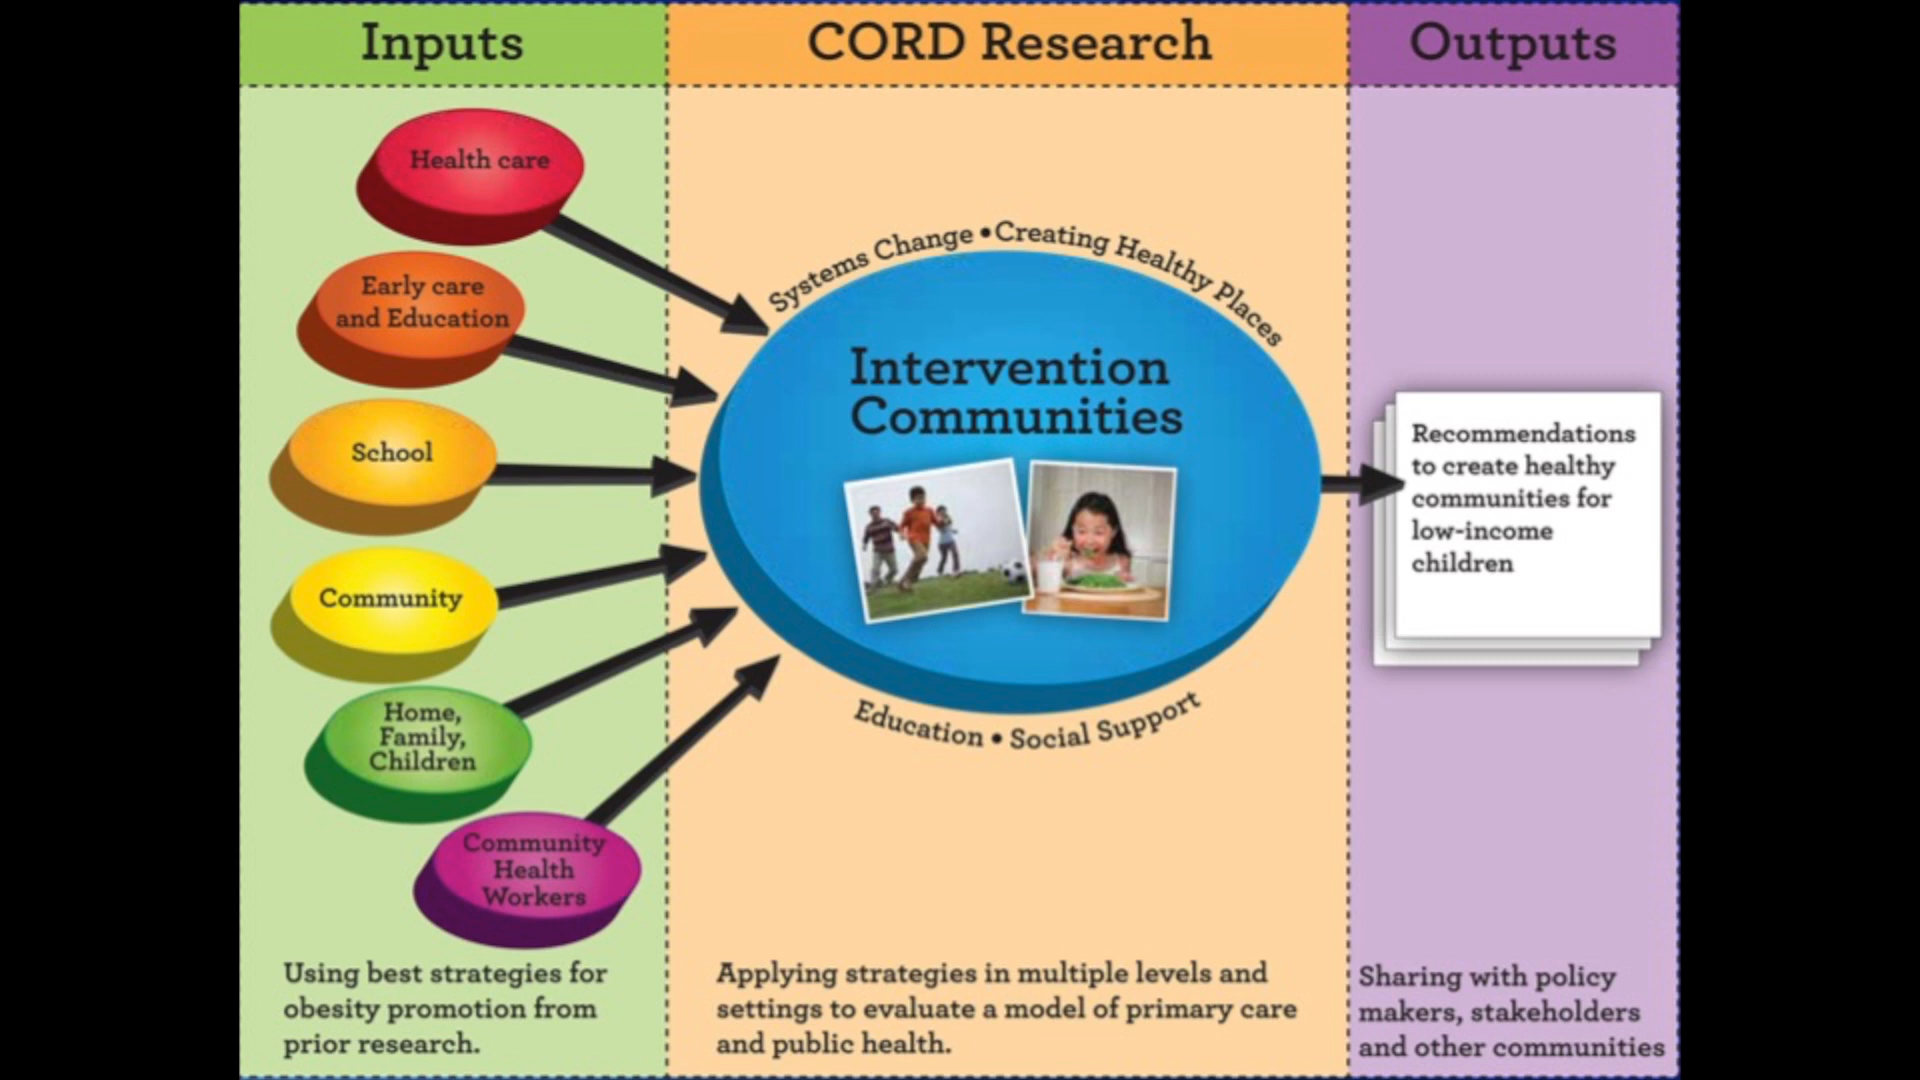 Inputs
CORD Research
Outputs
Health care
Early care
and Education
School
Community
Home,
Family,
Children
Community
Health
Workers
Systems Change • Creating Healthy Places
Intervention
Communities
Education • Social Support
Recommendations
to create healthy
communities for
low-income
children
Using best strategies for
obesity promotion from
prior research.
Applying strategies in multiple levels and
settings to evaluate a model of primary care
and public health.
Sharing with policy
makers, stakeholders
and other communities